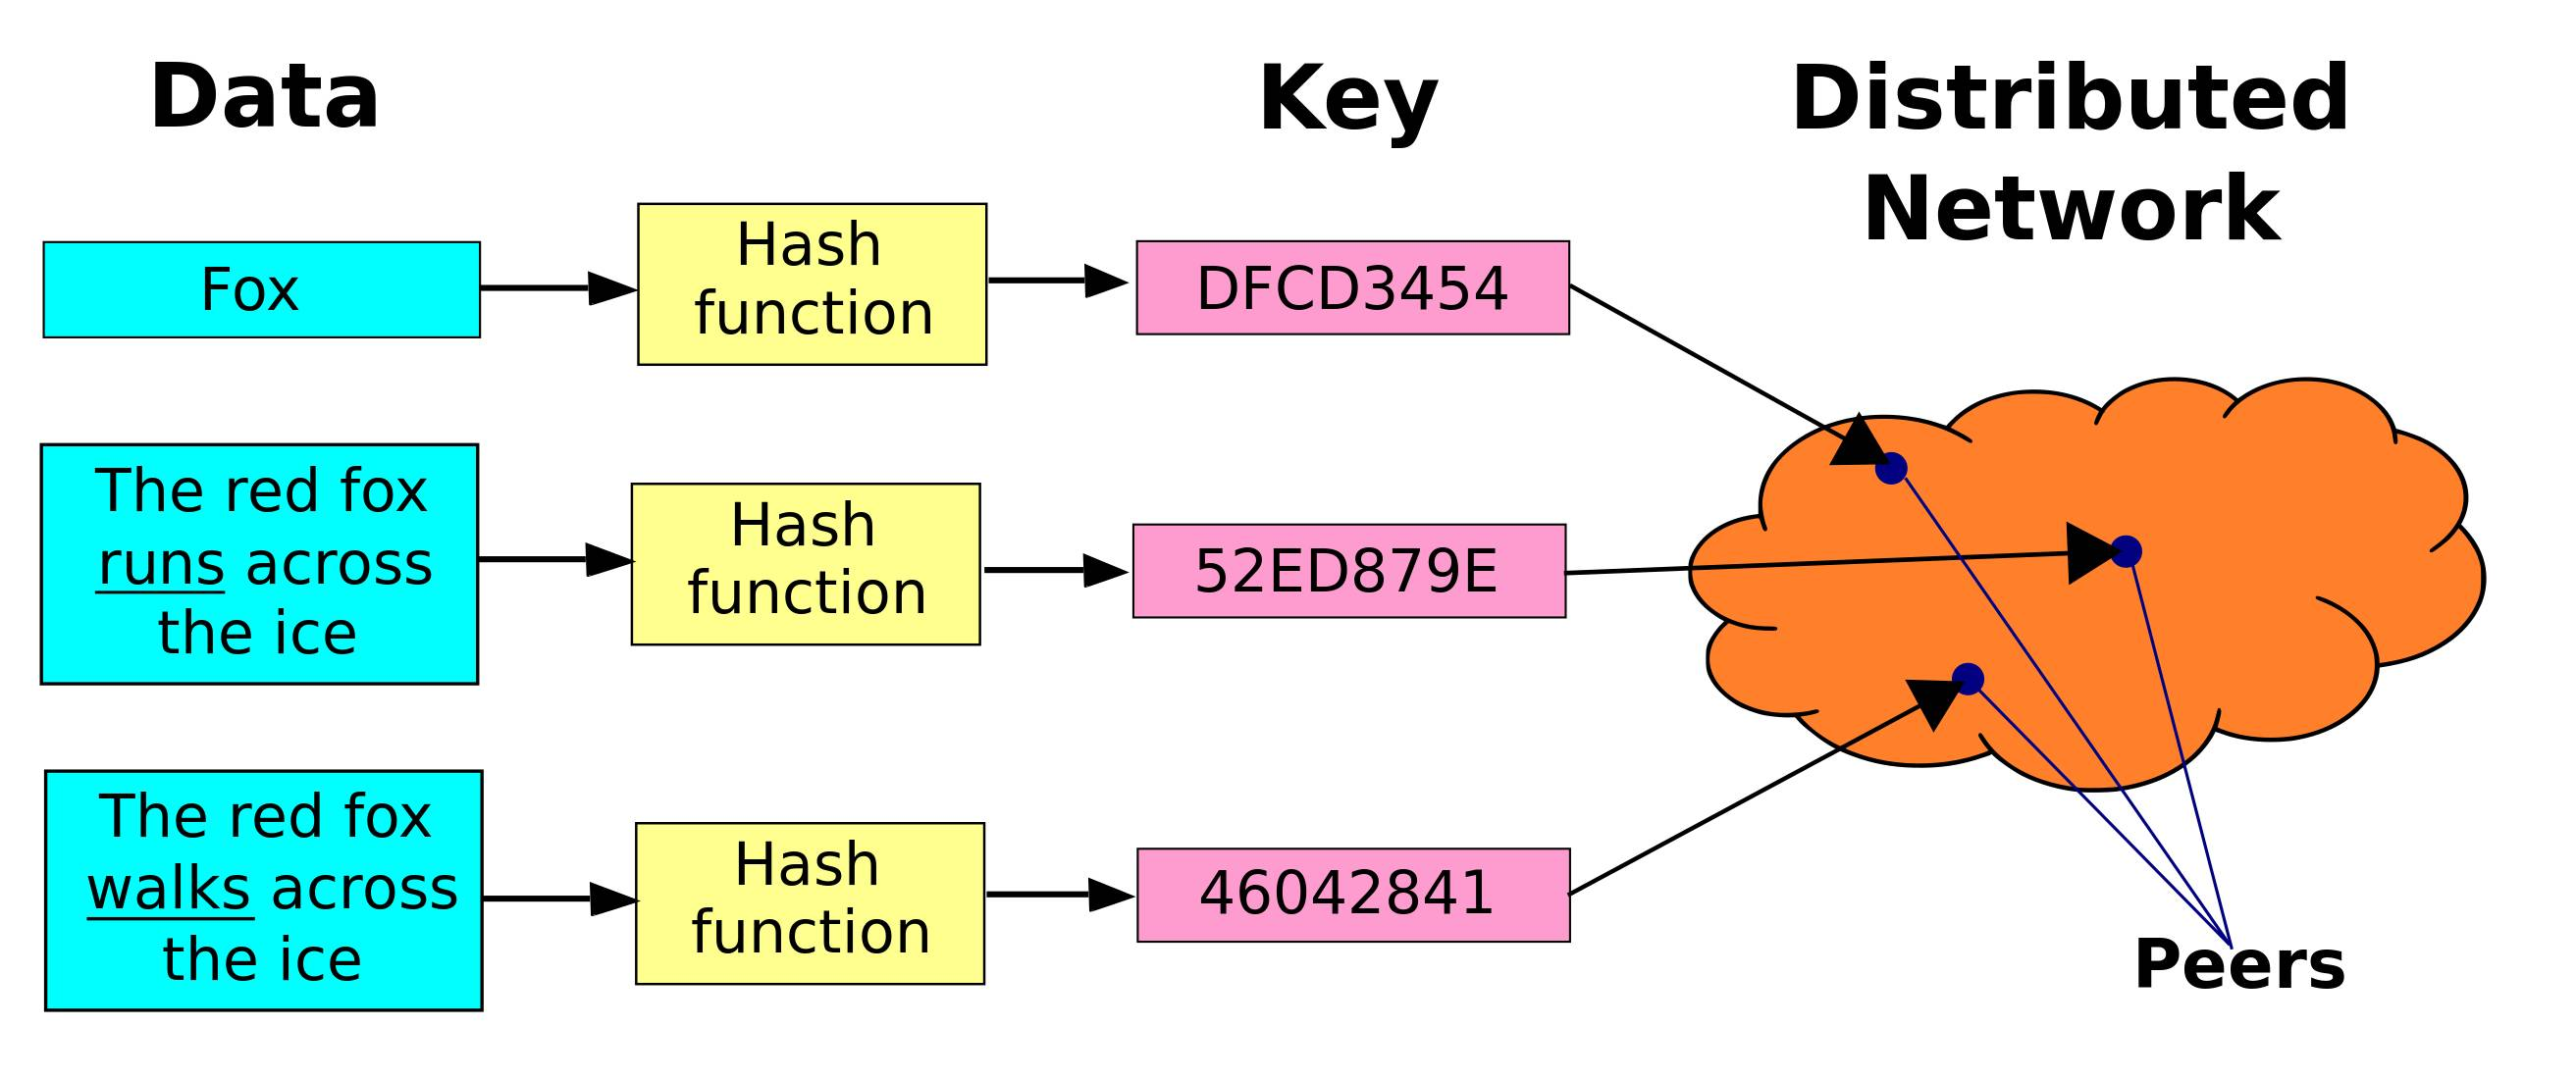 Data
Key
Distributed
Network
Fox
Hash
function
DFCD3454
The red fox
runs across
the ice
Hash
function
52ED879E
The red fox
walks across
the ice
Hash
function
46042841
Peers